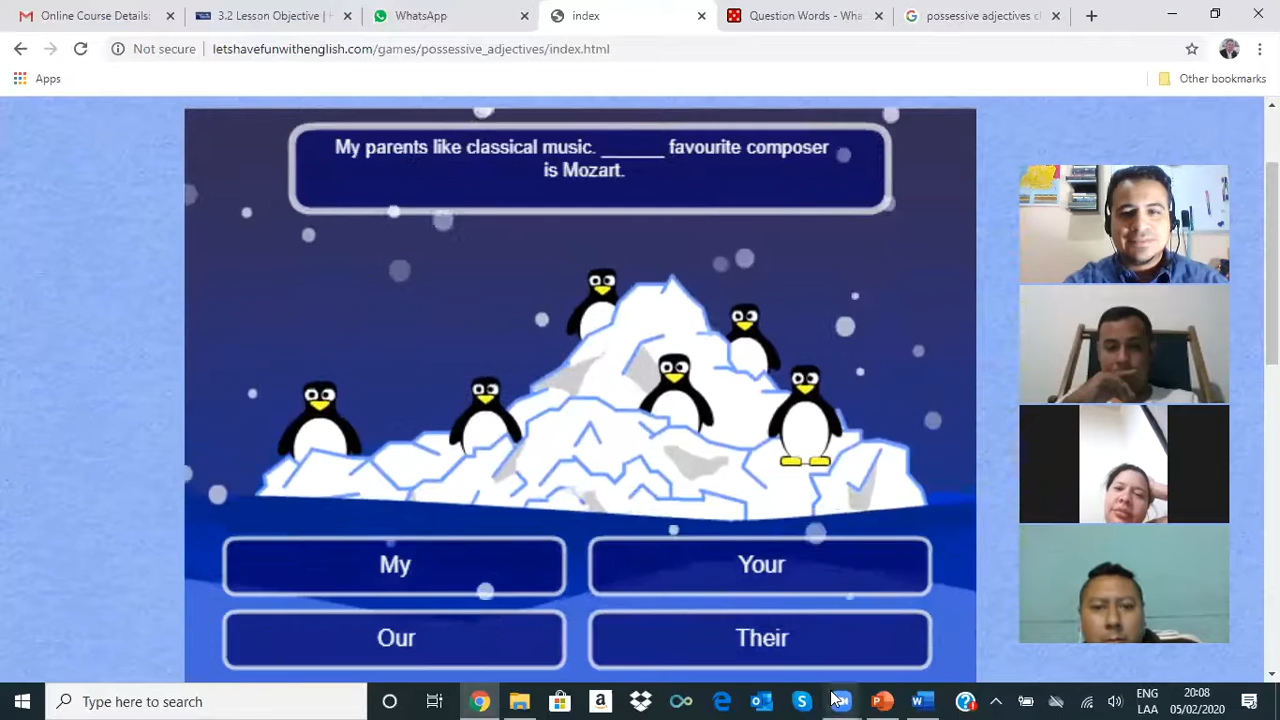 Online Course Details:
3.2 Lesson Objective | H
WhatsApp
index
Question Words - Wha
possessive adjectives cl
Not secure
letshavefunwithenglish.com/games/possessive_adjectives/index.html
Apps
Other bookmarks
My parents like classical music. ______ favourite composer
is Mozart.
My
Your
Our
Their
Type here to search
ENG
20:08
LAA
05/02/2020